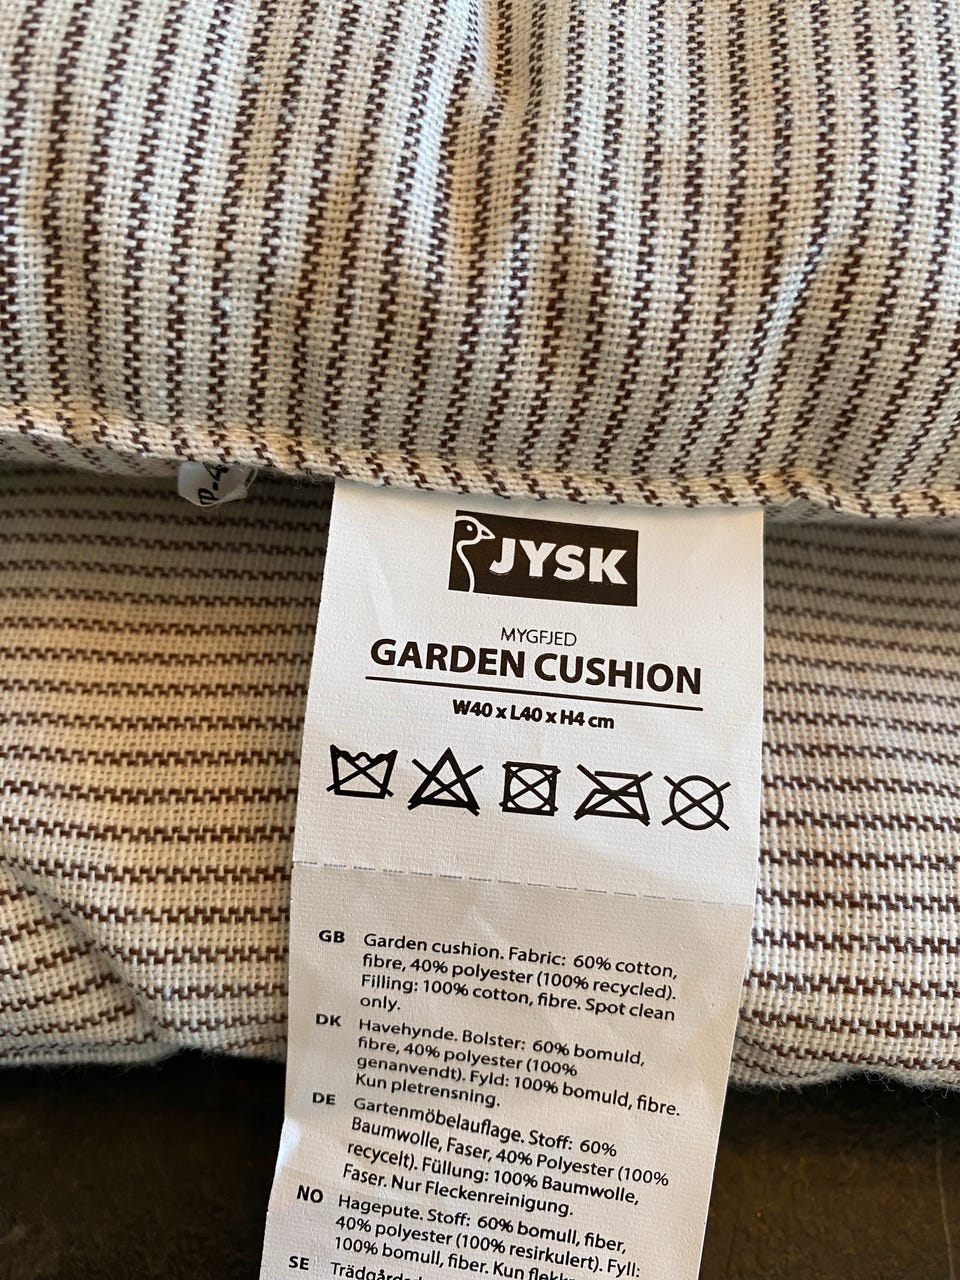 P-4
JYSK
MYGFJED
GARDEN CUSHION
W40 x L40 x H4 cm
GB Garden cushion. Fabric: 60% cotton,
fibre, 40% polyester (100% recycled).
Filling: 100% cotton, fibre. Spot clean
only.
DK Havehynde. Bolster: 60% bomuld,
fibre, 40% polyester (100%
genanvendt). Fyld: 100% bomuld, fibre.
Kun pletrensning.
DE Gartenmöbelauflage. Stoff: 60%
Baumwolle, Faser, 40% Polyester (100%
recycelt). Füllung: 100% Baumwolle,
Faser. Nur Fleckenreinigung.
NO Hagepute. Stoff: 60% bomull, fiber,
40% polyester (100% resirkulert). Fyll:
100% bomull, fiber. Kun
SE